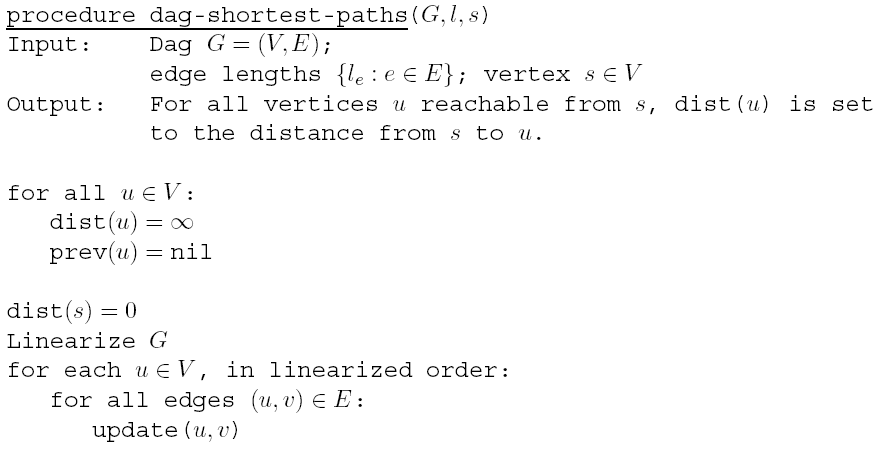 procedure dag-shortest-paths(G, l, s)
Input: Dag G = (V, E);
edge lengths {l_e : e ∈ E}; vertex s ∈ V
Output: For all vertices u reachable from s, dist(u) is set
to the distance from s to u.
for all u ∈ V:
dist(u) = ∞
prev(u) = nil
dist(s) = 0
Linearize G
for each u ∈ V, in linearized order:
for all edges (u, v) ∈ E:
update(u, v)